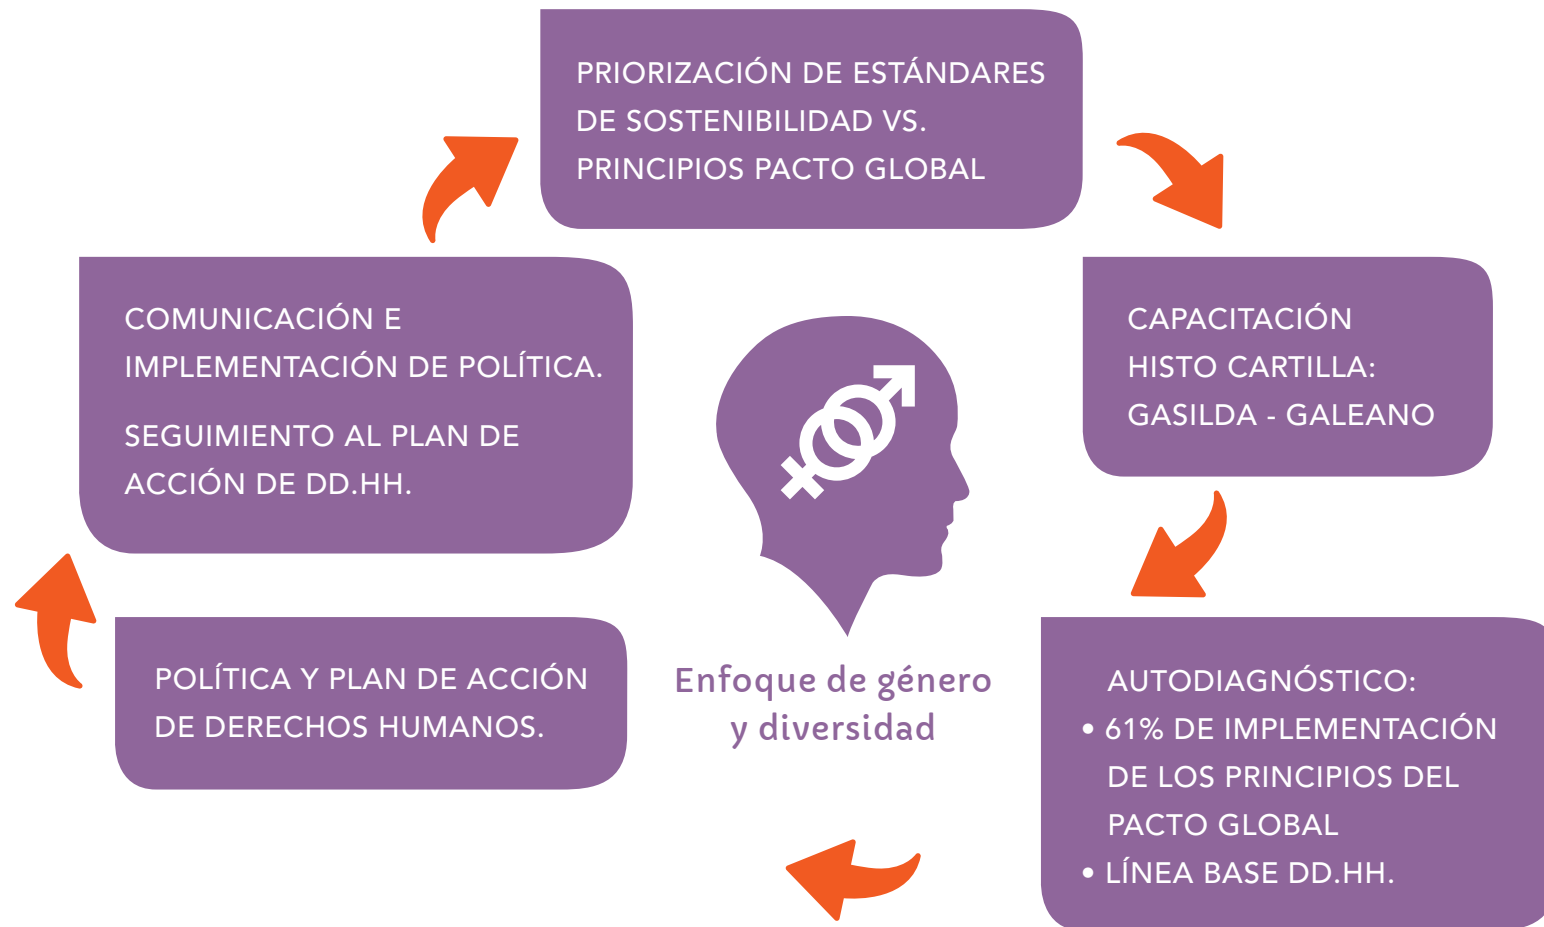 PRIORIZACIÓN DE ESTÁNDARES
DE SOSTENIBILIDAD VS.
PRINCIPIOS PACTO GLOBAL
CAPACITACIÓN
HISTO CARTILLA:
GASILDA - GALEANO
AUTODIAGNÓSTICO:
• 61% DE IMPLEMENTACIÓN
DE LOS PRINCIPIOS DEL
PACTO GLOBAL
• LÍNEA BASE DD.HH.
POLÍTICA Y PLAN DE ACCIÓN
DE DERECHOS HUMANOS.
COMUNICACIÓN E
IMPLEMENTACIÓN DE POLÍTICA.
SEGUIMIENTO AL PLAN DE
ACCIÓN DE DD.HH.
Enfoque de género
y diversidad